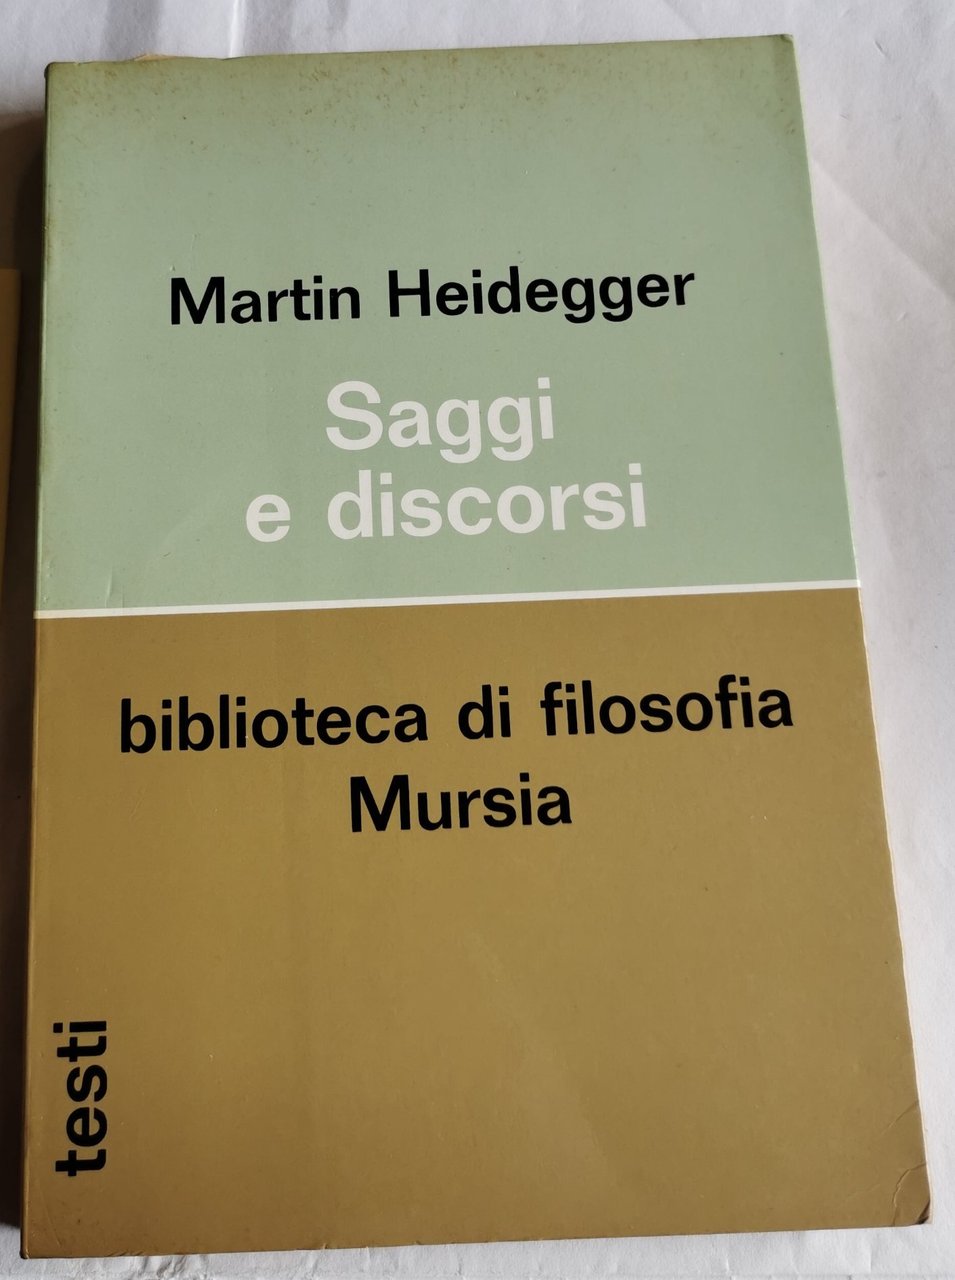 Martin Heidegger
Saggi
e discorsi
biblioteca di filosofia
Mursia
testi